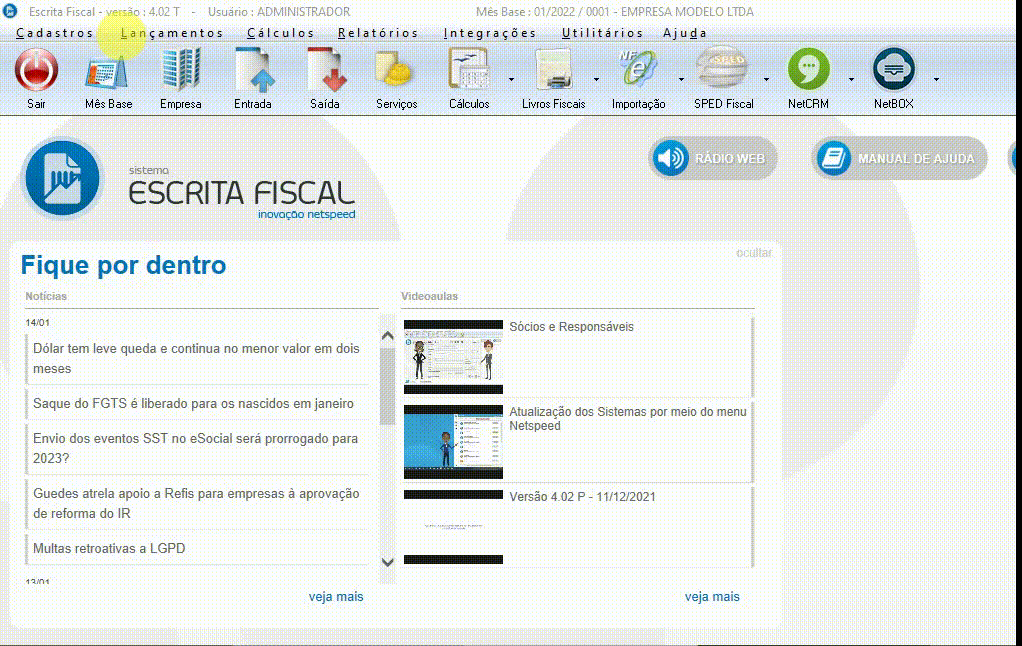 Escrita Fiscal - versão : 4.02 T - Usuário : ADMINISTRADOR Mês Base : 01/2022 / 0001 - EMPRESA MODELO LTDA
Cadastros Lançamentos Cálculos Relatórios Integrações Utilitários Ajuda
NF e SPED
Sair Mês Base Empresa Entrada Saída Serviços Cálculos Livros Fiscais Importação SPED Fiscal NetCRM NetBOX
RÁDIO WEB MANUAL DE AJUDA
sistema
ESCRITA FISCAL
inovação netspeed
ocultar
Fique por dentro
Notícias
14/01
Dólar tem leve queda e continua no menor valor em dois
meses
Saque do FGTS é liberado para os nascidos em janeiro
Envio dos eventos SST no eSocial será prorrogado para
2023?
Guedes atrela apoio a Refis para empresas à aprovação
de reforma do IR
Multas retroativas a LGPD
13/01
veja mais
Videoaulas
Sócios e Responsáveis
Atualização dos Sistemas por meio do menu
Netspeed
Versão 4.02 P - 11/12/2021
veja mais